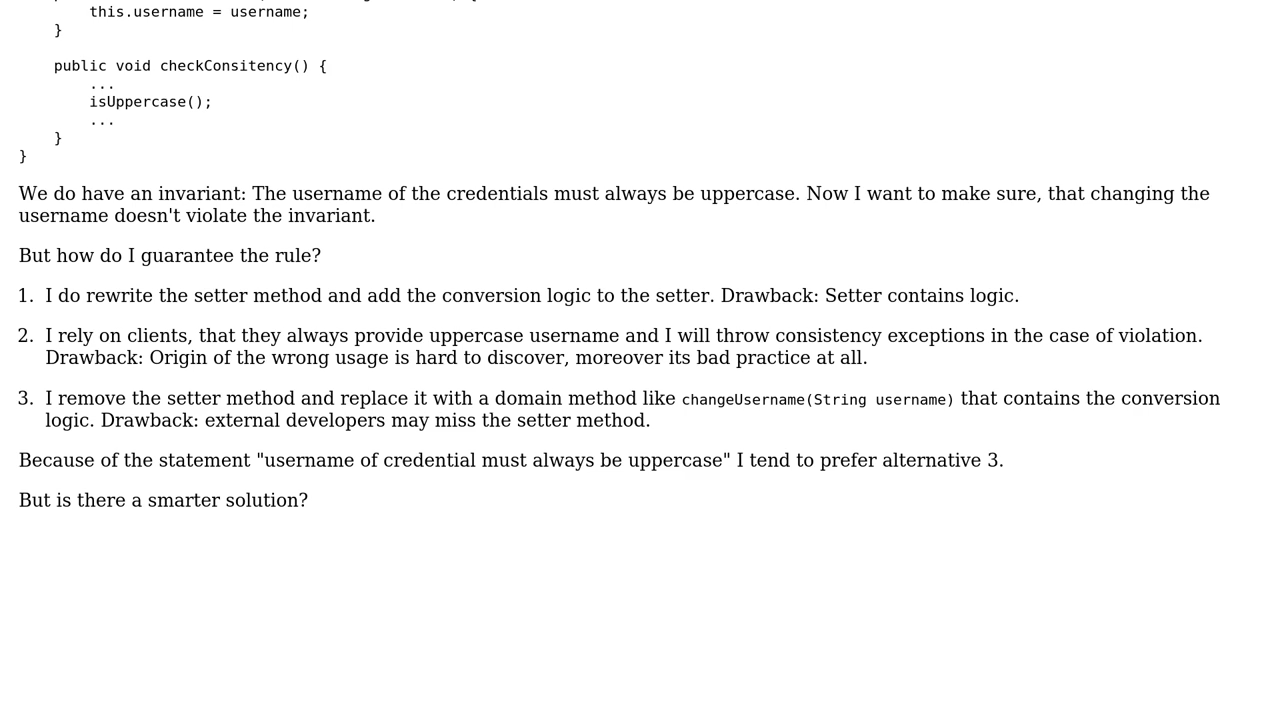 this.username = username;
}
public void checkConsitency() {
...
isUppercase();
...
}
}
We do have an invariant: The username of the credentials must always be uppercase. Now I want to make sure, that changing the
username doesn't violate the invariant.
But how do I guarantee the rule?
1. I do rewrite the setter method and add the conversion logic to the setter. Drawback: Setter contains logic.
2. I rely on clients, that they always provide uppercase username and I will throw consistency exceptions in the case of violation.
Drawback: Origin of the wrong usage is hard to discover, moreover its bad practice at all.
3. I remove the setter method and replace it with a domain method like changeUsername(String username) that contains the conversion
logic. Drawback: external developers may miss the setter method.
Because of the statement "username of credential must always be uppercase" I tend to prefer alternative 3.
But is there a smarter solution?